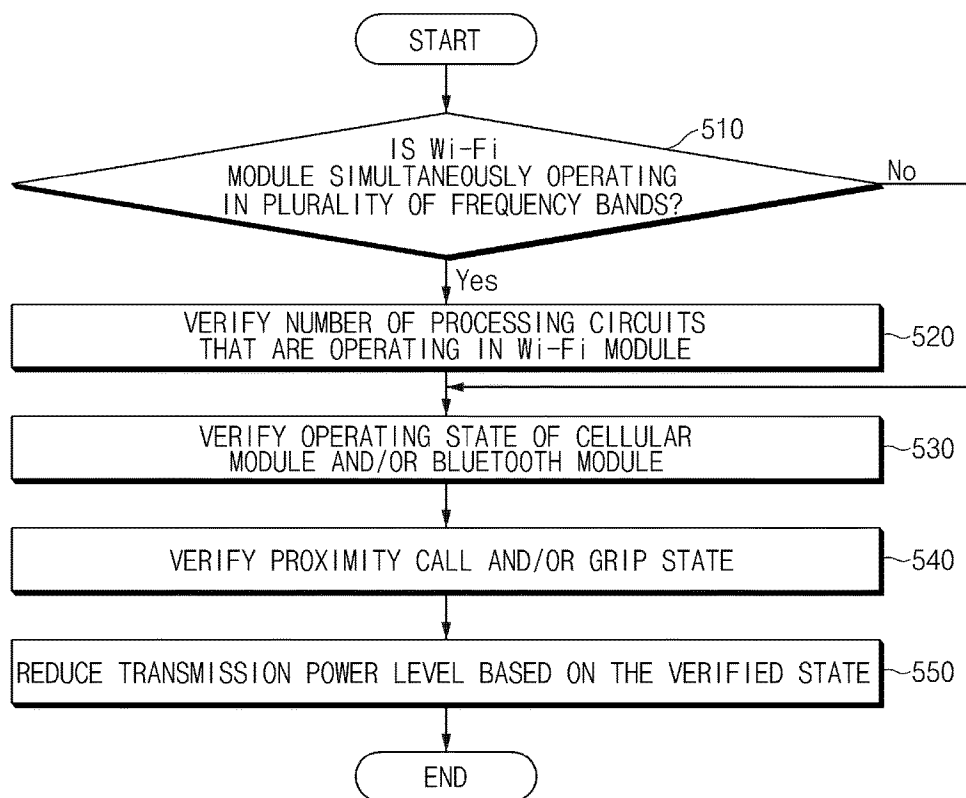 START
IS Wi-Fi
MODULE SIMULTANEOUSLY OPERATING
IN PLURALITY OF FREQUENCY BANDS?
510
No
Yes
VERIFY NUMBER OF PROCESSING CIRCUITS
THAT ARE OPERATING IN Wi-Fi MODULE
520
VERIFY OPERATING STATE OF CELLULAR
MODULE AND/OR BLUETOOTH MODULE
530
VERIFY PROXIMITY CALL AND/OR GRIP STATE
540
REDUCE TRANSMISSION POWER LEVEL BASED ON THE VERIFIED STATE
550
END